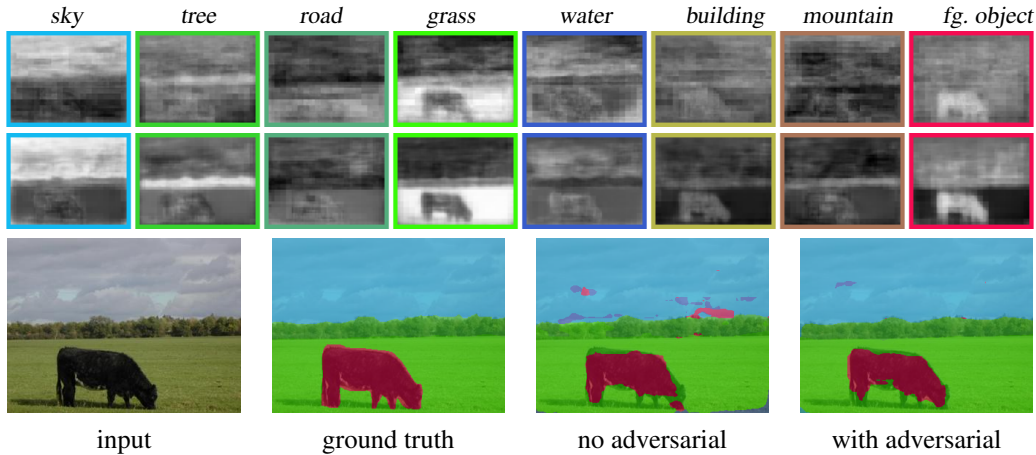 sky tree road grass water building mountain fg. object
input ground truth no adversarial with adversarial